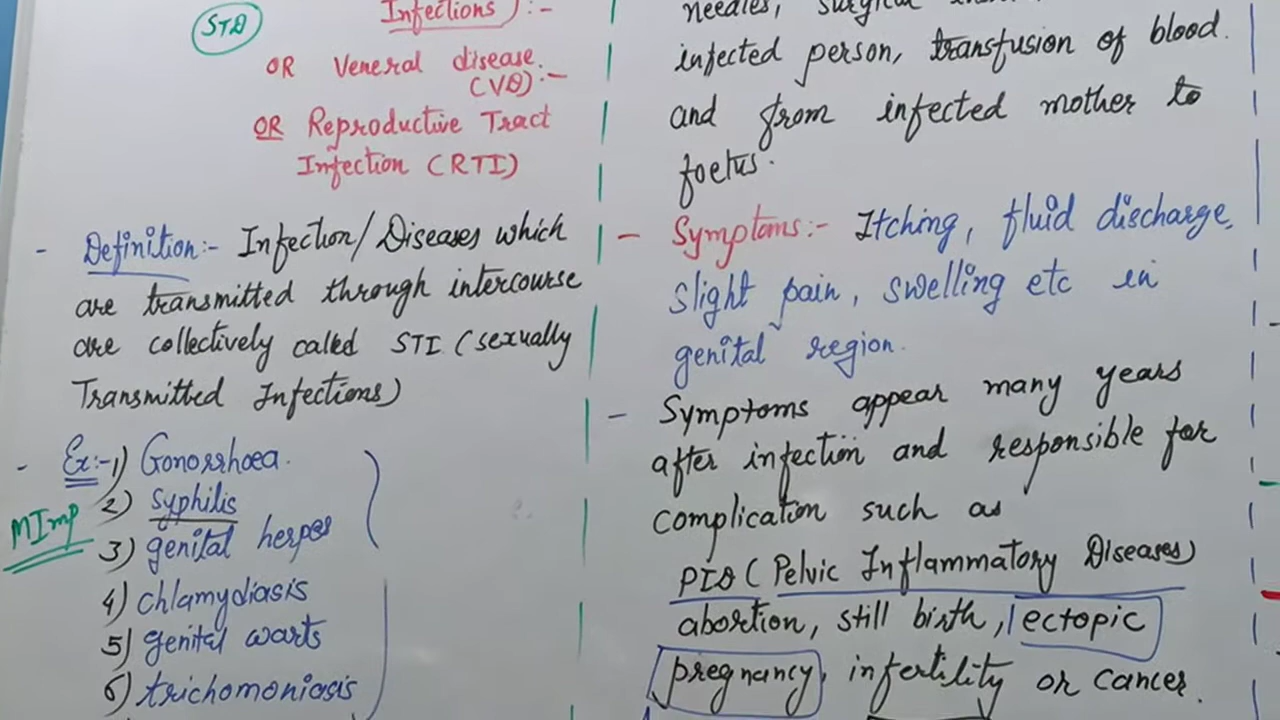 STD
Infections) :-
OR Veneral disease.
(VD) :-
OR Reproductive Tract
Infection (RTI)
- Definition:- Infection/Diseases which
are transmitted through intercourse
are collectively called STI (sexually
Transmitted Infections)
- Ex:- 1) Gonorrhoea.
MImp
2) syphilis
3) genital herpes
4) chlamydiasis
5) genital warts
6) trichomoniasis
needles, surgical
infected person, transfusion of blood.
and from infected mother to
foetus.
- Symptoms:- Itching, fluid discharge,
slight pain, swelling etc in
genital region.
- Symptoms appear many years
after infection and responsible for
complication such as
PID (Pelvic Inflammatory Diseases)
abortion, still birth, ectopic
pregnancy, infertility or cancer.